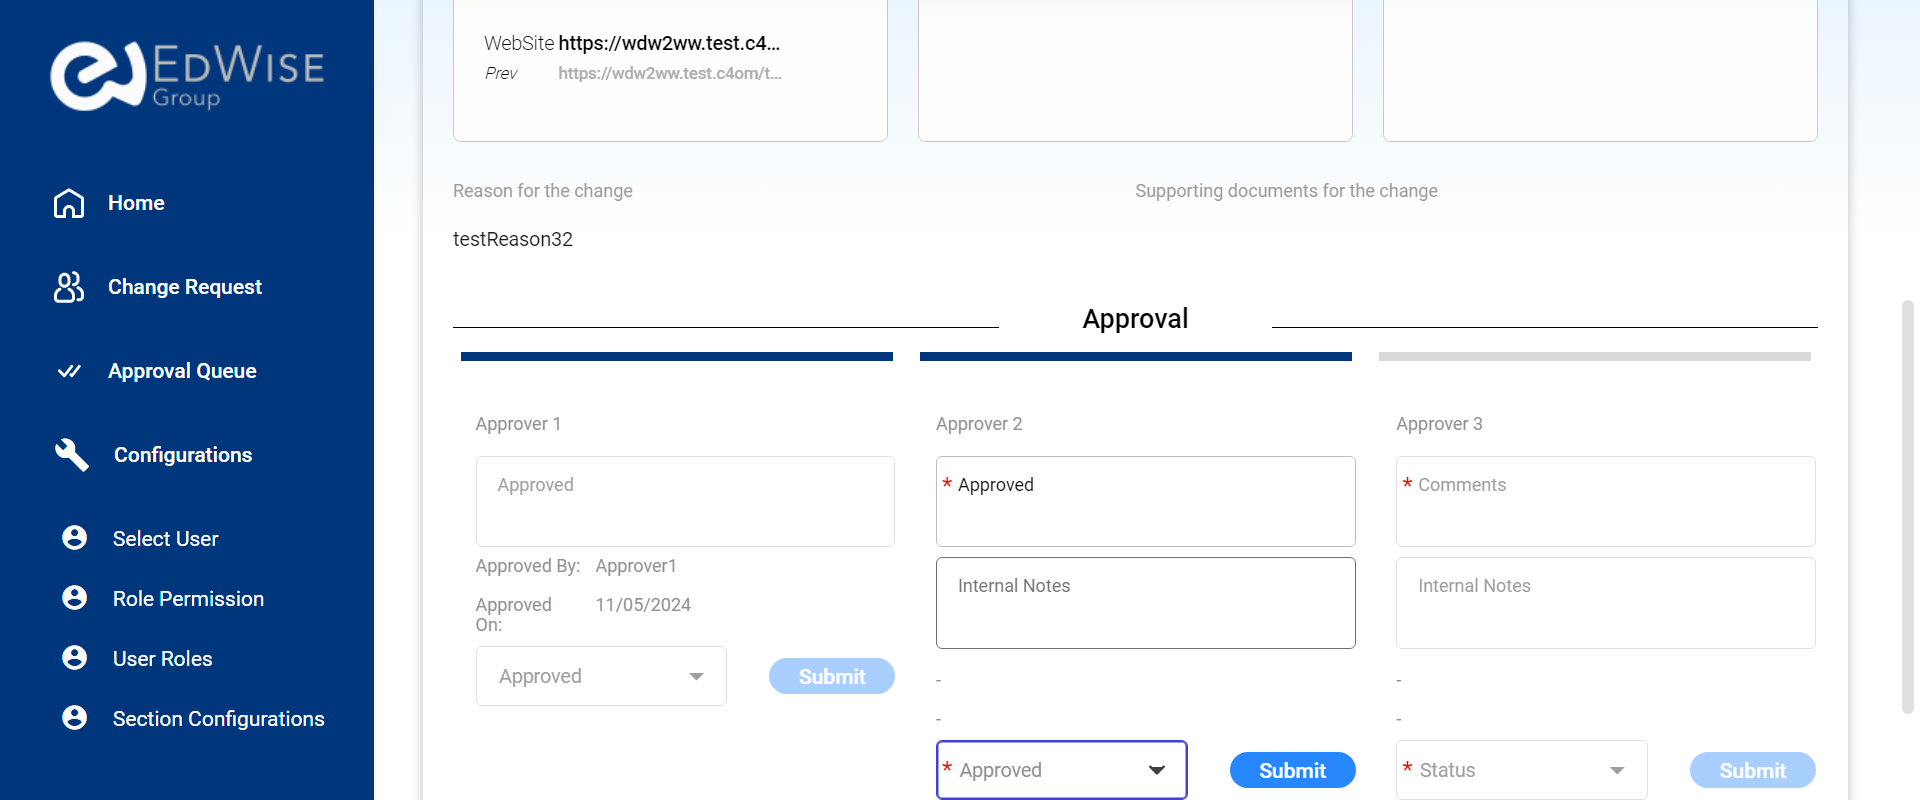 EDWISE
Group
Home
Change Request
Approval Queue
Configurations
Select User
Role Permission
User Roles
Section Configurations
WebSite https://wdw2ww.test.c4...
Prev https://wdw2ww.test.c4om/t...
Reason for the change
Supporting documents for the change
testReason32
Approval
Approver 1
Approved
Approved By: Approver1
Approved On: 11/05/2024
Approved
Submit
Approver 2
* Approved
Internal Notes
-
-
* Approved
Submit
Approver 3
* Comments
Internal Notes
-
-
* Status
Submit